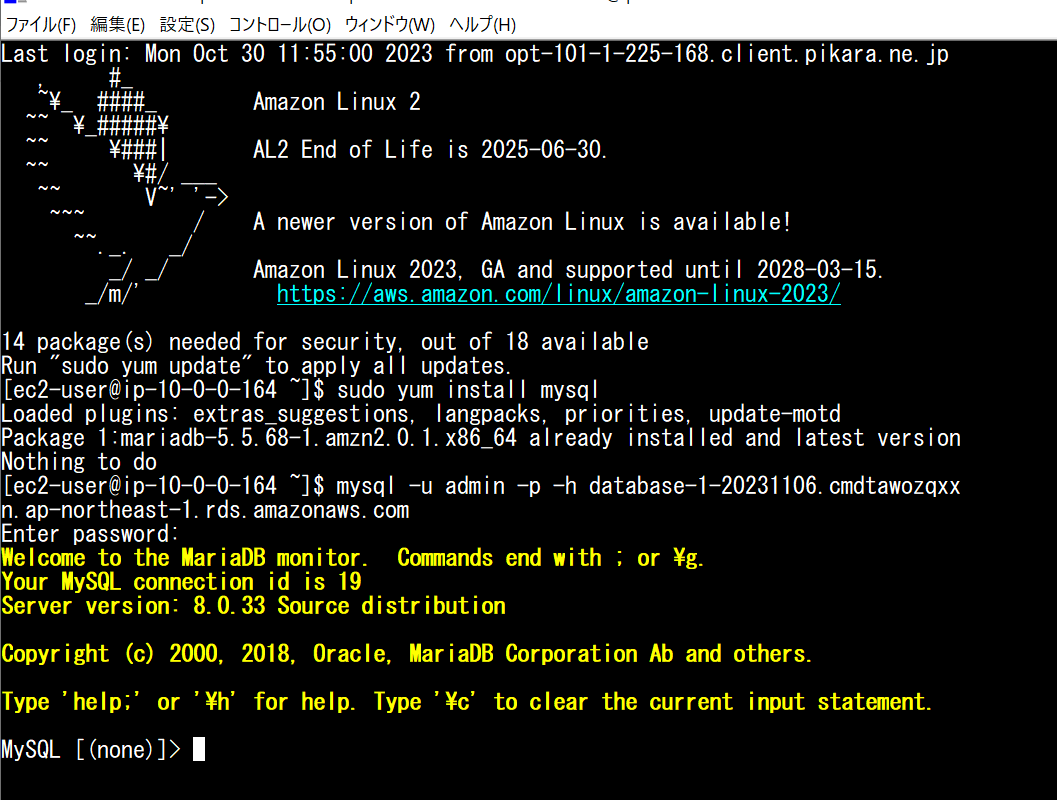 ファイル(F) 編集(E) 設定(S) コントロール(O) ウインドウ(W) ヘルプ(H)
Last login: Mon Oct 30 11:55:00 2023 from opt-101-1-225-168.client.pikara.ne.jp
   ,     #_
   ~¥_  ####_        Amazon Linux 2
  ~~  ¥_#####¥
  ~~     ¥###|       AL2 End of Life is 2025-06-30.
  ~~       ¥#/ ___
   ~~       V~' '->
    ~~~         /    A newer version of Amazon Linux is available!
      ~~._.   _/
         _/ _/       Amazon Linux 2023, GA and supported until 2028-03-15.
       _/m/'           https://aws.amazon.com/linux/amazon-linux-2023/
14 package(s) needed for security, out of 18 available
Run "sudo yum update" to apply all updates.
[ec2-user@ip-10-0-0-164 ~]$ sudo yum install mysql
Loaded plugins: extras_suggestions, langpacks, priorities, update-motd
Package 1:mariadb-5.5.68-1.amzn2.0.1.x86_64 already installed and latest version
Nothing to do
[ec2-user@ip-10-0-0-164 ~]$ mysql -u admin -p -h database-1-20231106.cmdtawozqxx
n.ap-northeast-1.rds.amazonaws.com
Enter password:
Welcome to the MariaDB monitor.  Commands end with ; or ¥g.
Your MySQL connection id is 19
Server version: 8.0.33 Source distribution
Copyright (c) 2000, 2018, Oracle, MariaDB Corporation Ab and others.
Type 'help;' or '¥h' for help. Type '¥c' to clear the current input statement.
MySQL [(none)]>